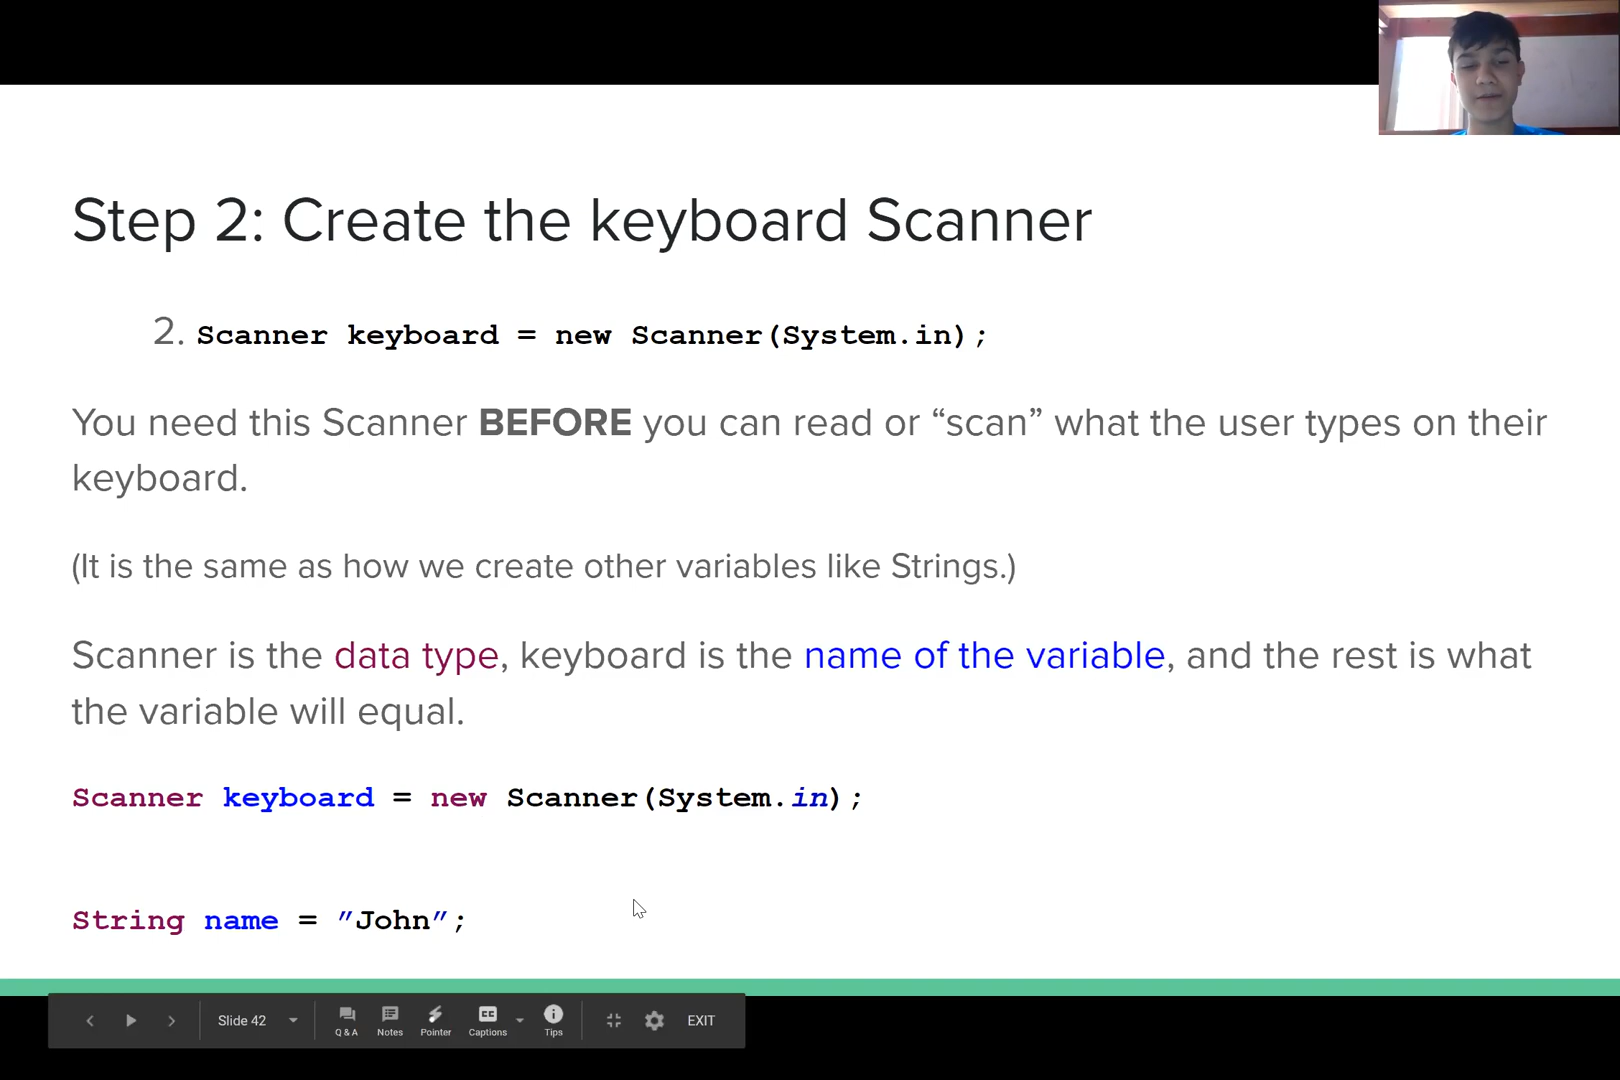 Step 2: Create the keyboard Scanner
2. Scanner keyboard = new Scanner(System.in);
You need this Scanner BEFORE you can read or “scan” what the user types on their
keyboard.
(It is the same as how we create other variables like Strings.)
Scanner is the data type, keyboard is the name of the variable, and the rest is what
the variable will equal.
Scanner keyboard = new Scanner(System.in);
String name = "John";
Slide 42
Q & A
Notes
Pointer
CC
Captions
Tips
EXIT